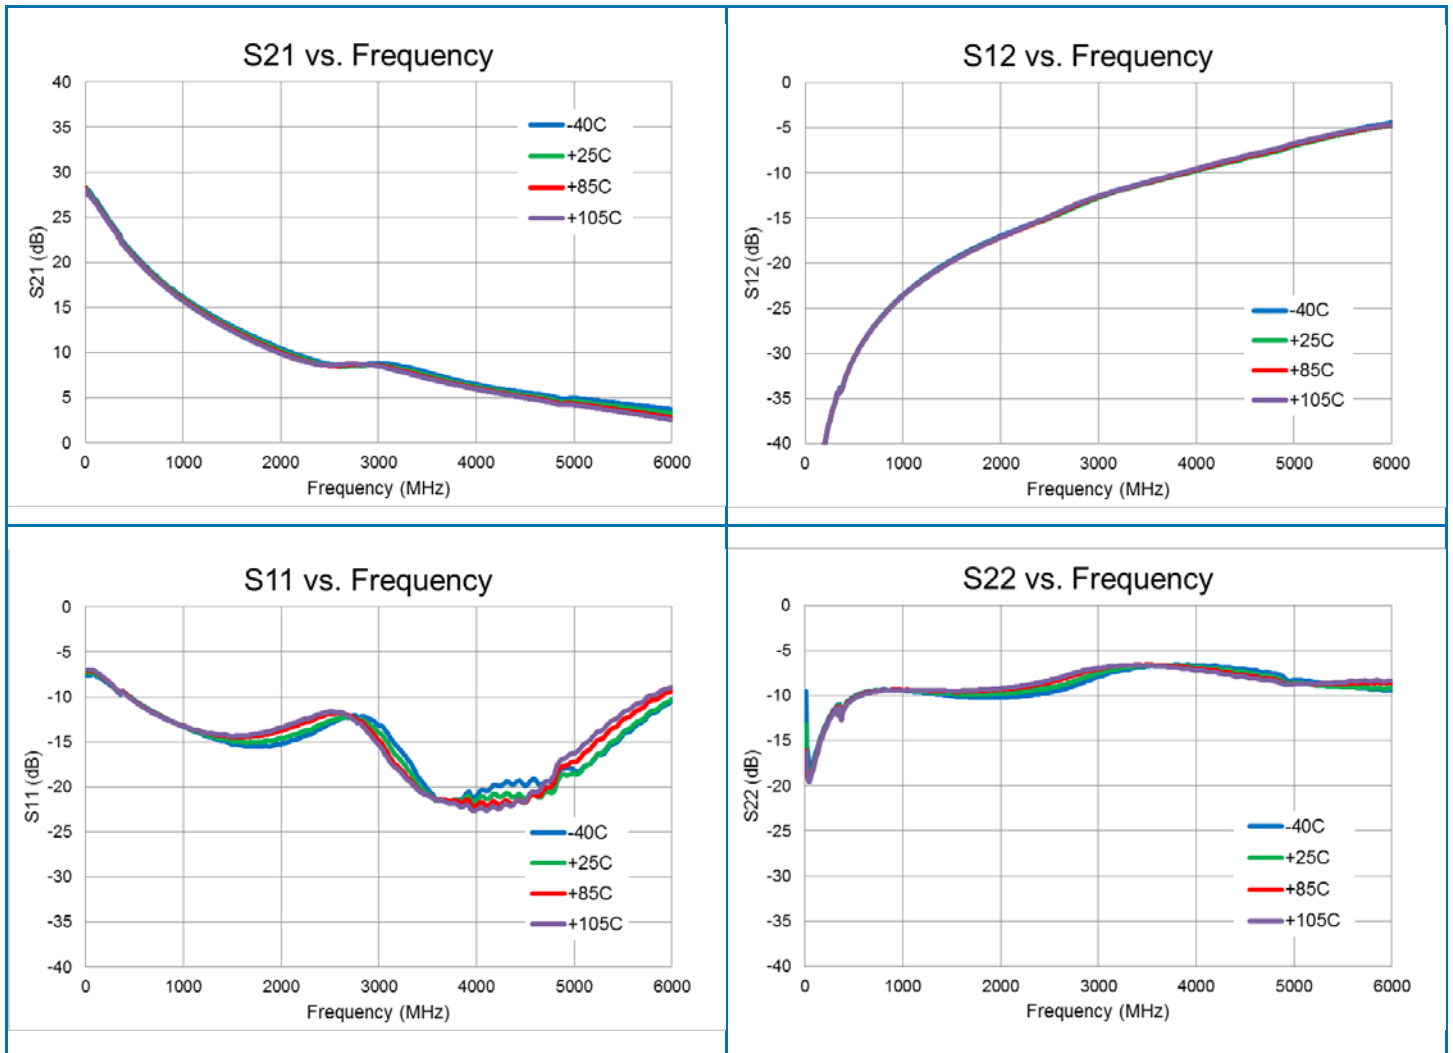 S21 vs. Frequency
40
35
30
25
20
15
10
5
0
S21 (dB)
-40C
+25C
+85C
+105C
0 1000 2000 3000 4000 5000 6000
Frequency (MHz)
S12 vs. Frequency
0
-5
-10
-15
-20
-25
-30
-35
-40
S12 (dB)
-40C
+25C
+85C
+105C
0 1000 2000 3000 4000 5000 6000
Frequency (MHz)
S11 vs. Frequency
0
-5
-10
-15
-20
-25
-30
-35
-40
S11 (dB)
-40C
+25C
+85C
+105C
0 1000 2000 3000 4000 5000 6000
Frequency (MHz)
S22 vs. Frequency
0
-5
-10
-15
-20
-25
-30
-35
-40
S22 (dB)
-40C
+25C
+85C
+105C
0 1000 2000 3000 4000 5000 6000
Frequency (MHz)